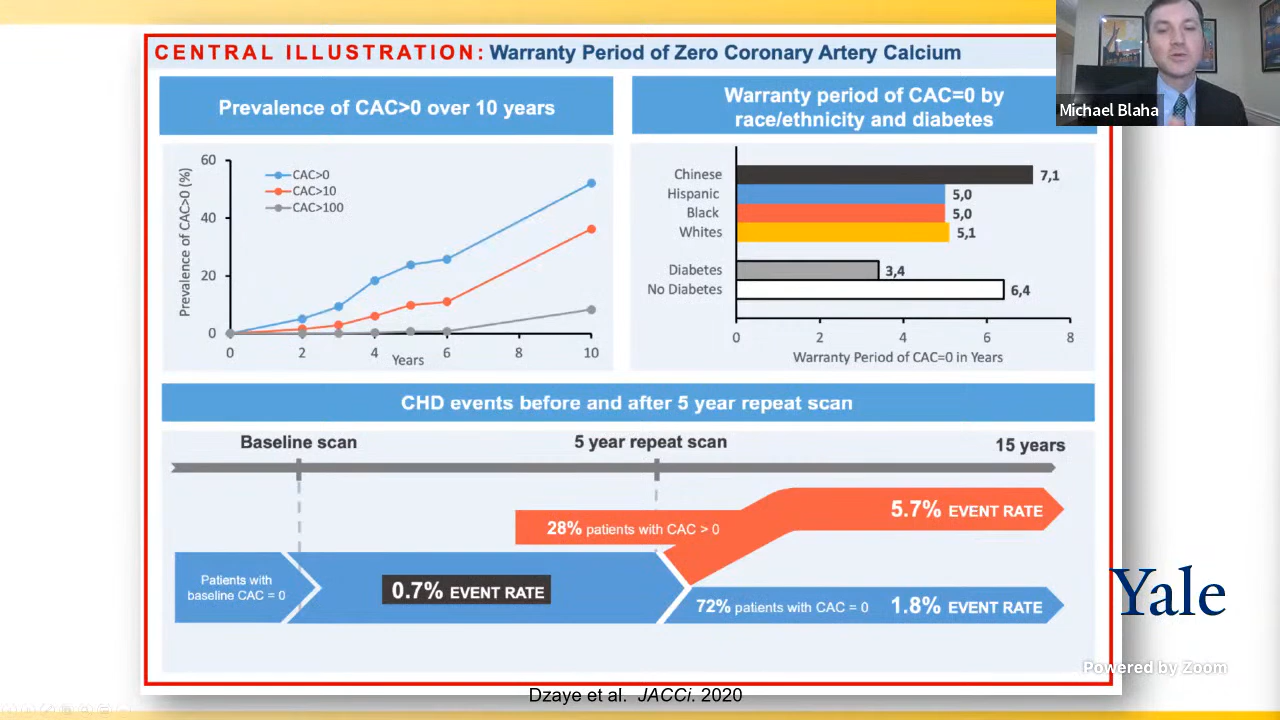 CENTRAL ILLUSTRATION: Warranty Period of Zero Coronary Artery Calcium
Michael Blaha
Prevalence of CAC>0 over 10 years
Prevalence of CAC>0 (%)
60
40
20
0
CAC>0
CAC>10
CAC>100
0 2 4 6 8 10
Years
Warranty period of CAC=0 by
race/ethnicity and diabetes
Chinese 7,1
Hispanic 5,0
Black 5,0
Whites 5,1
Diabetes 3,4
No Diabetes 6,4
0 2 4 6 8
Warranty Period of CAC=0 in Years
CHD events before and after 5 year repeat scan
Baseline scan 5 year repeat scan 15 years
28% patients with CAC > 0
5.7% EVENT RATE
Patients with
baseline CAC = 0
0.7% EVENT RATE
72% patients with CAC = 0 1.8% EVENT RATE
Yale
Powered by Zoom
Dzaye et al. JACCi. 2020